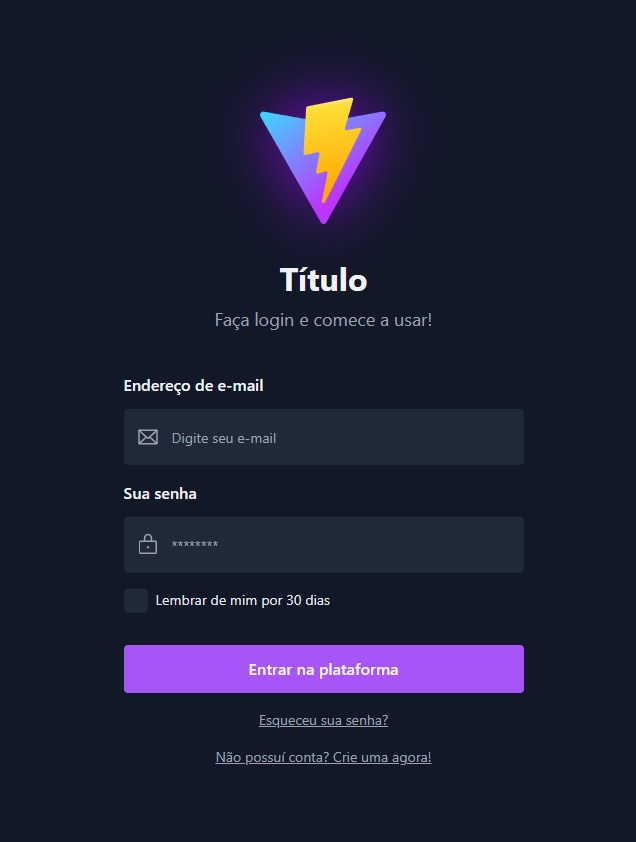 Título
Faça login e comece a usar!
Endereço de e-mail
Digite seu e-mail
Sua senha
********
Lembrar de mim por 30 dias
Entrar na plataforma
Esqueceu sua senha?
Não possuí conta? Crie uma agora!